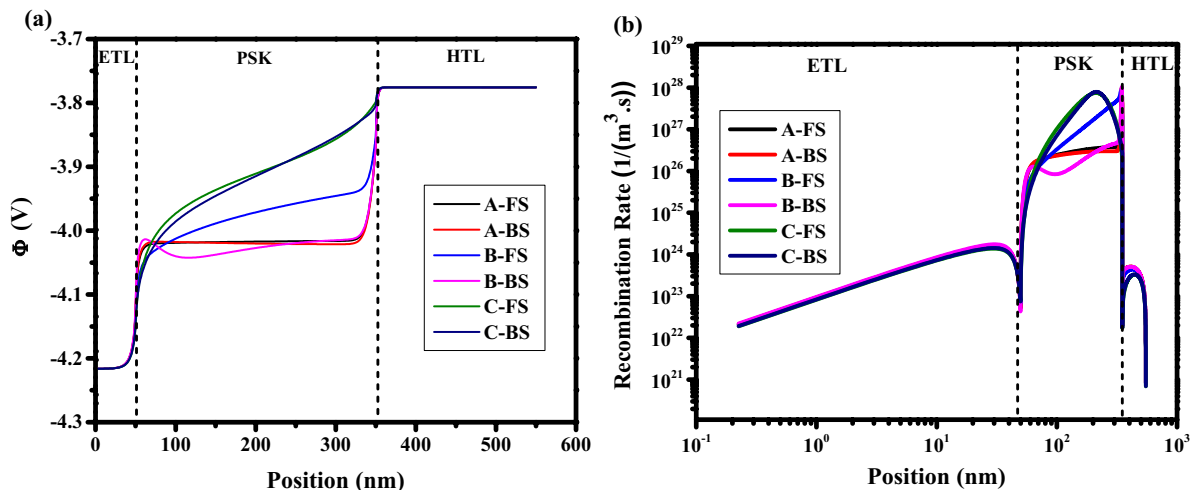 (a)
-3.7
-3.8
-3.9
-4.0
-4.1
-4.2
-4.3
Φ (V)
ETL PSK HTL
A-FS
A-BS
B-FS
B-BS
C-FS
C-BS
0 100 200 300 400 500 600
Position (nm)
(b)
10^29
10^28
10^27
10^26
10^25
10^24
10^23
10^22
10^21
Recombination Rate (1/(m^3.s))
ETL PSK HTL
A-FS
A-BS
B-FS
B-BS
C-FS
C-BS
10^-1 10^0 10^1 10^2 10^3
Position (nm)